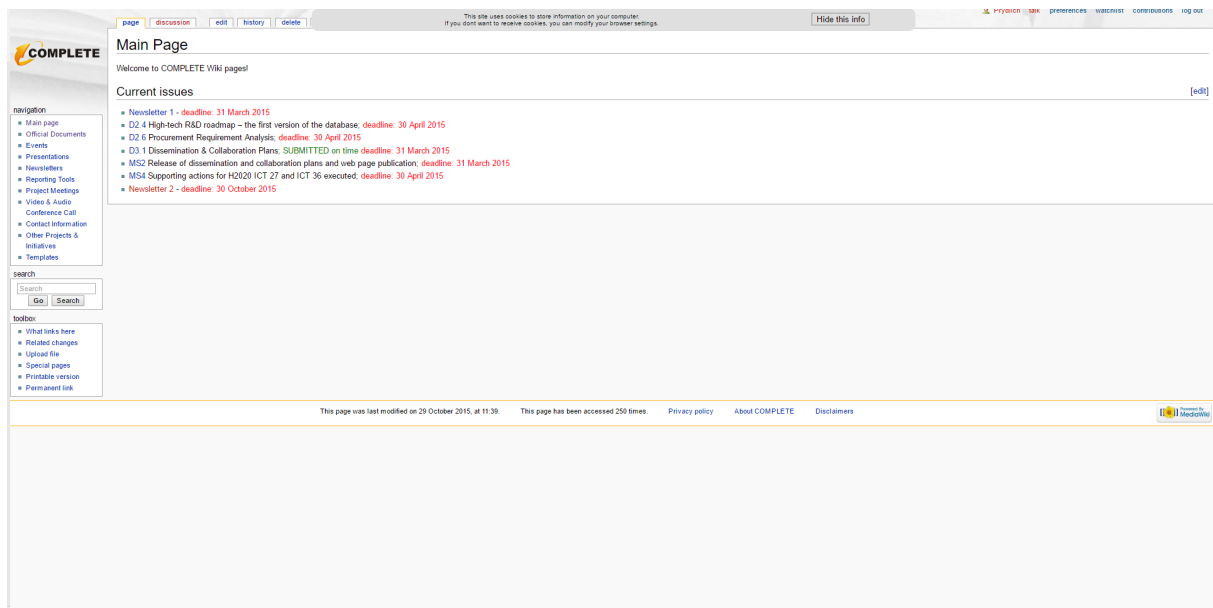 page discussion edit history delete
This site uses cookies to store information on your computer.
If you dont want to receive cookies, you can modify your browser settings.
Hide this info
talk preferences watchlist contributions log out
COMPLETE
Main Page
Welcome to COMPLETE Wiki pages!
Current issues [edit]
Newsletter 1 - deadline: 31 March 2015
D2.4 High-tech R&D roadmap – the first version of the database; deadline: 30 April 2015
D2.6 Procurement Requirement Analysis; deadline: 30 April 2015
D3.1 Dissemination & Collaboration Plans; SUBMITTED on time deadline: 31 March 2015
MS2 Release of dissemination and collaboration plans and web page publication; deadline: 31 March 2015
MS4 Supporting actions for H2020 ICT 27 and ICT 36 executed; deadline: 30 April 2015
Newsletter 2 - deadline: 30 October 2015
navigation
Main page
Official Documents
Events
Presentations
Newsletters
Reporting Tools
Project Meetings
Video & Audio
Conference Call
Contact Information
Other Projects &
Initiatives
Templates
search
Search
Go Search
toolbox
What links here
Related changes
Upload file
Special pages
Printable version
Permanent link
This page was last modified on 29 October 2015, at 11:39. This page has been accessed 250 times. Privacy policy About COMPLETE Disclaimers
Powered By
MediaWiki